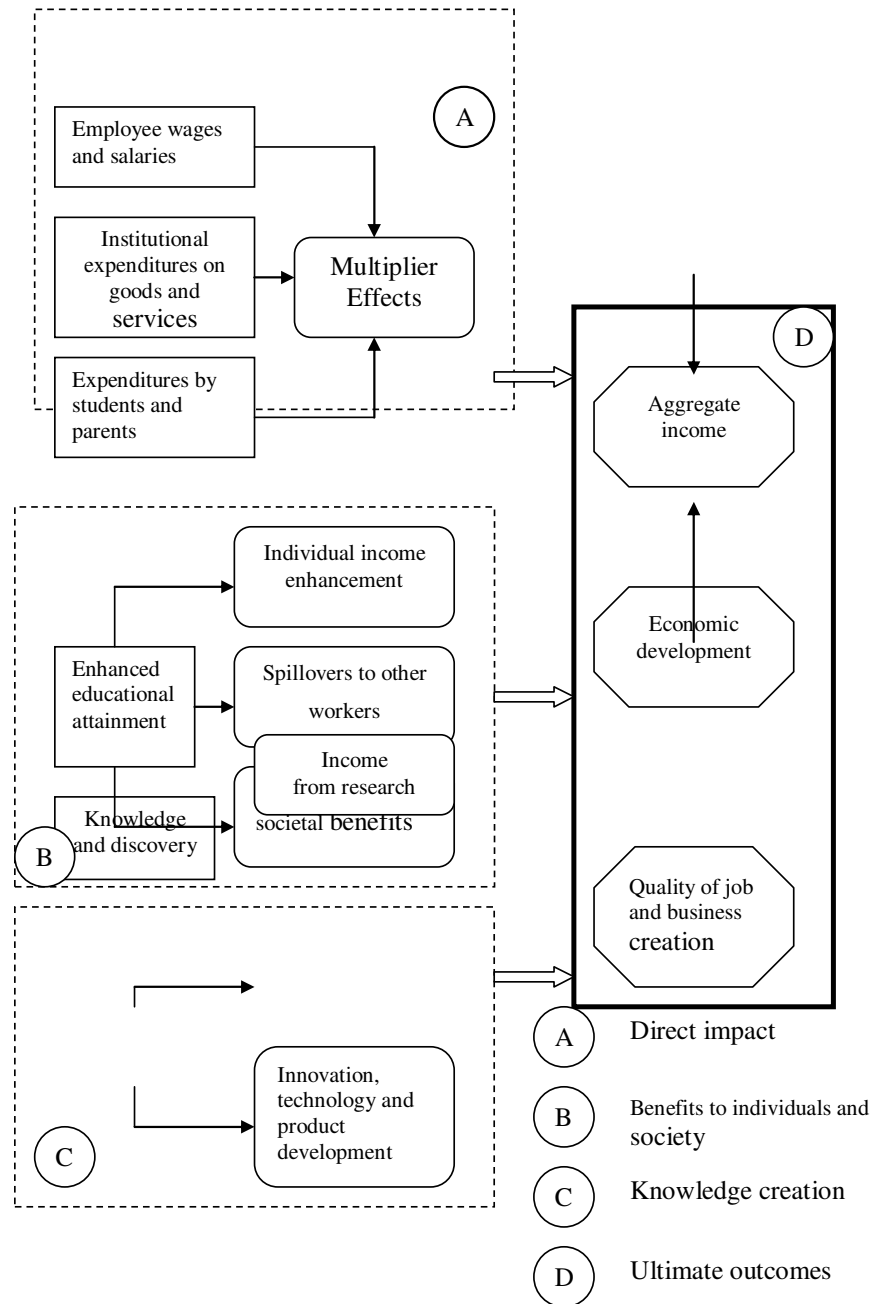 A
Employee wages
and salaries
Institutional
expenditures on
goods and
services
Multiplier
Effects
Expenditures by
students and
parents
D
Aggregate
income
Individual income
enhancement
Enhanced
educational
attainment
Spillovers to other
workers
Income
from research
societal benefits
Knowledge
and discovery
B
Economic
development
Quality of job
and business
creation
Innovation,
technology and
product
development
C
A
Direct impact
B
Benefits to individuals and
society
C
Knowledge creation
D
Ultimate outcomes